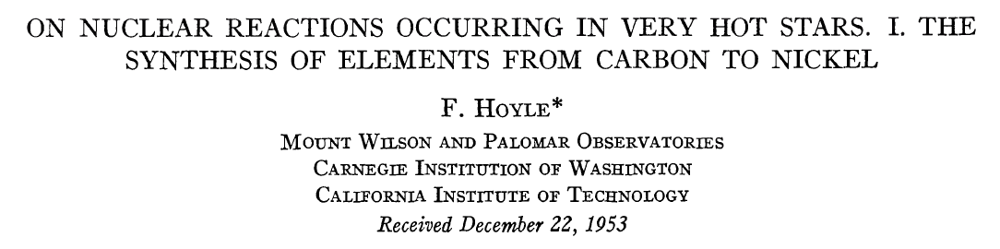 ON NUCLEAR REACTIONS OCCURRING IN VERY HOT STARS. I. THE
SYNTHESIS OF ELEMENTS FROM CARBON TO NICKEL
F. HOYLE*
MOUNT WILSON AND PALOMAR OBSERVATORIES
CARNEGIE INSTITUTION OF WASHINGTON
CALIFORNIA INSTITUTE OF TECHNOLOGY
Received December 22, 1953